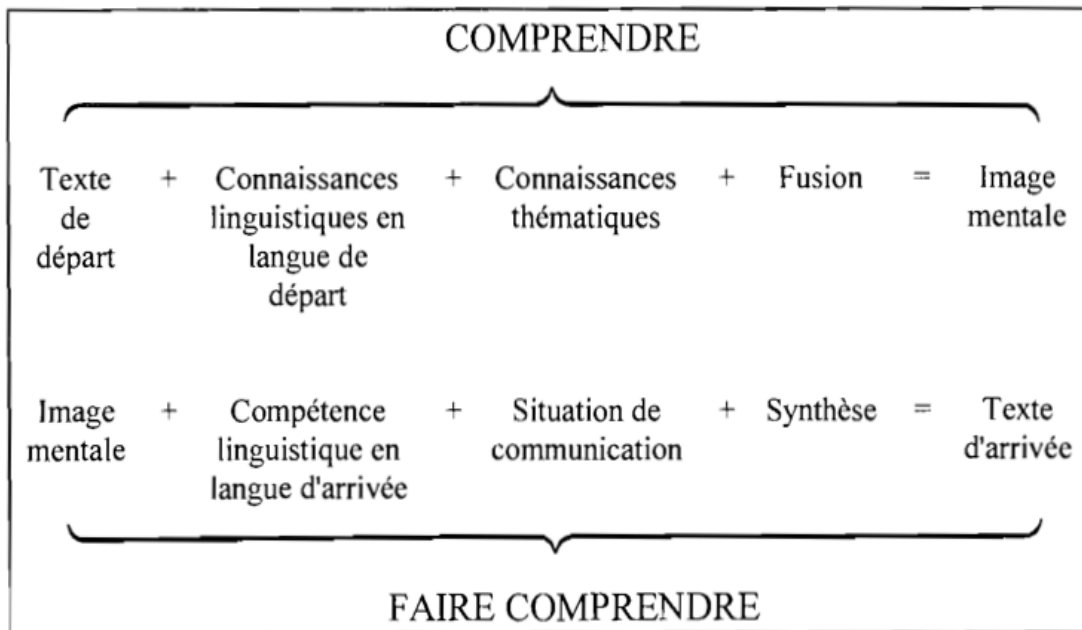 COMPRENDRE
Texte + Connaissances + Connaissances + Fusion = Image
de linguistiques en thématiques mentale
départ langue de
départ
Image + Compétence + Situation de + Synthèse = Texte
mentale linguistique en communication d'arrivée
langue d'arrivée
FAIRE COMPRENDRE